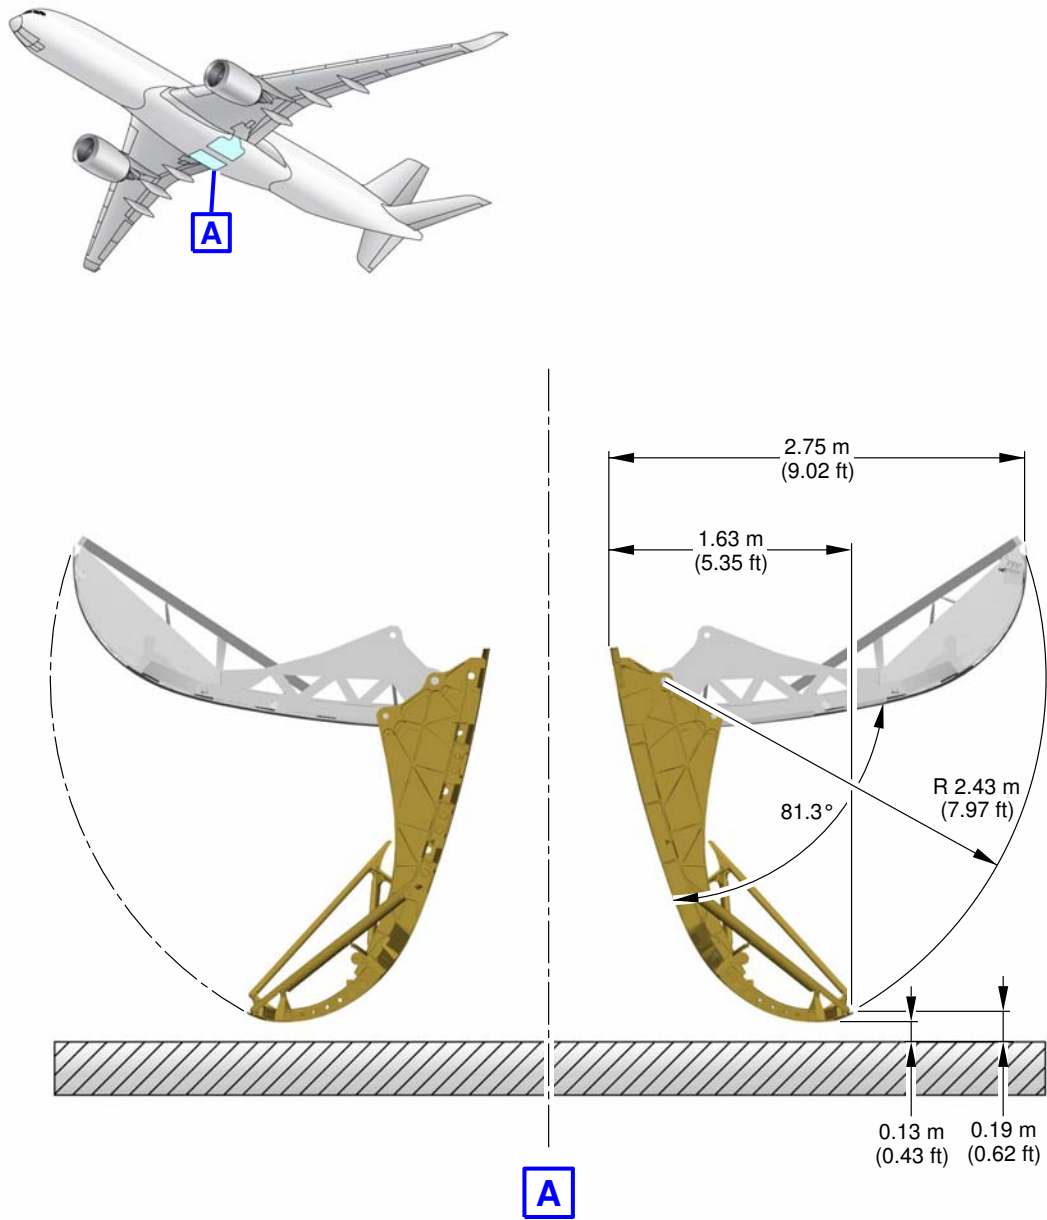 A
2.75 m
(9.02 ft)
1.63 m
(5.35 ft)
R 2.43 m
(7.97 ft)
81.3°
0.13 m
(0.43 ft)
0.19 m
(0.62 ft)
A